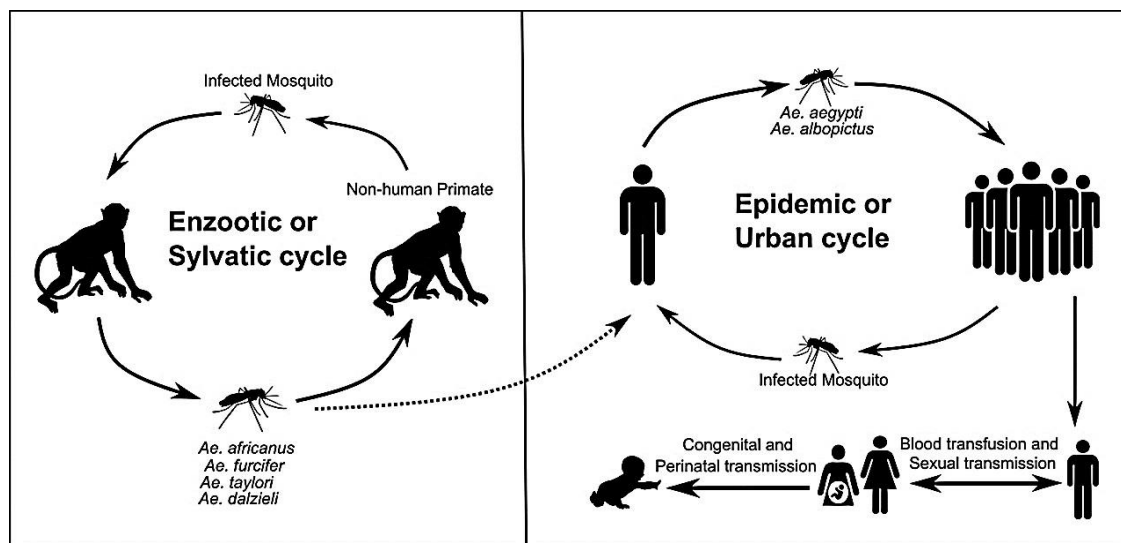 Infected Mosquito
Non-human Primate
Enzootic or
Sylvatic cycle
Ae. africanus
Ae. furcifer
Ae. taylori
Ae. dalzieli
Ae. aegypti
Ae. albopictus
Epidemic or
Urban cycle
Infected Mosquito
Congenital and
Perinatal transmission
Blood transfusion and
Sexual transmission